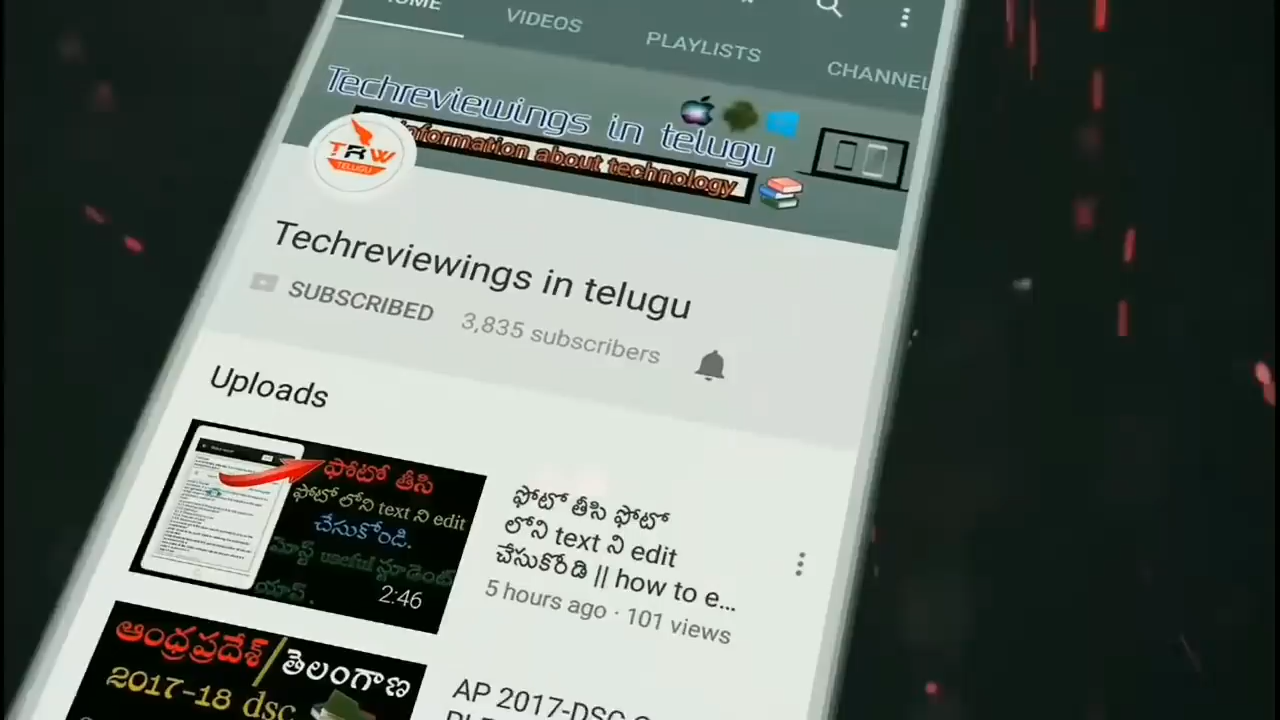 HOME
VIDEOS
PLAYLISTS
CHANNEL
Techreviewings in telugu
information about technology
TRW
TELUGU
Techreviewings in telugu
SUBSCRIBED 3,835 subscribers
Uploads
ఫోటో తీసి
ఫోటో లోని text ని edit
చేసుకోండి.
మోస్ట్ useful స్టూడెంట్
యాప్.
2:46
ఫోటో తీసి ఫోటో
లోని text ని edit
చేసుకోండి || how to e...
5 hours ago · 101 views
ఆంధ్రప్రదేశ్/తెలంగాణ
2017-18 dsc
AP 2017-DSC